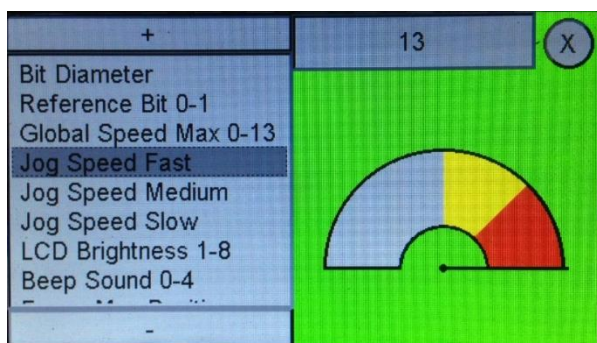 +
13
X
Bit Diameter
Reference Bit 0-1
Global Speed Max 0-13
Jog Speed Fast
Jog Speed Medium
Jog Speed Slow
LCD Brightness 1-8
Beep Sound 0-4
-